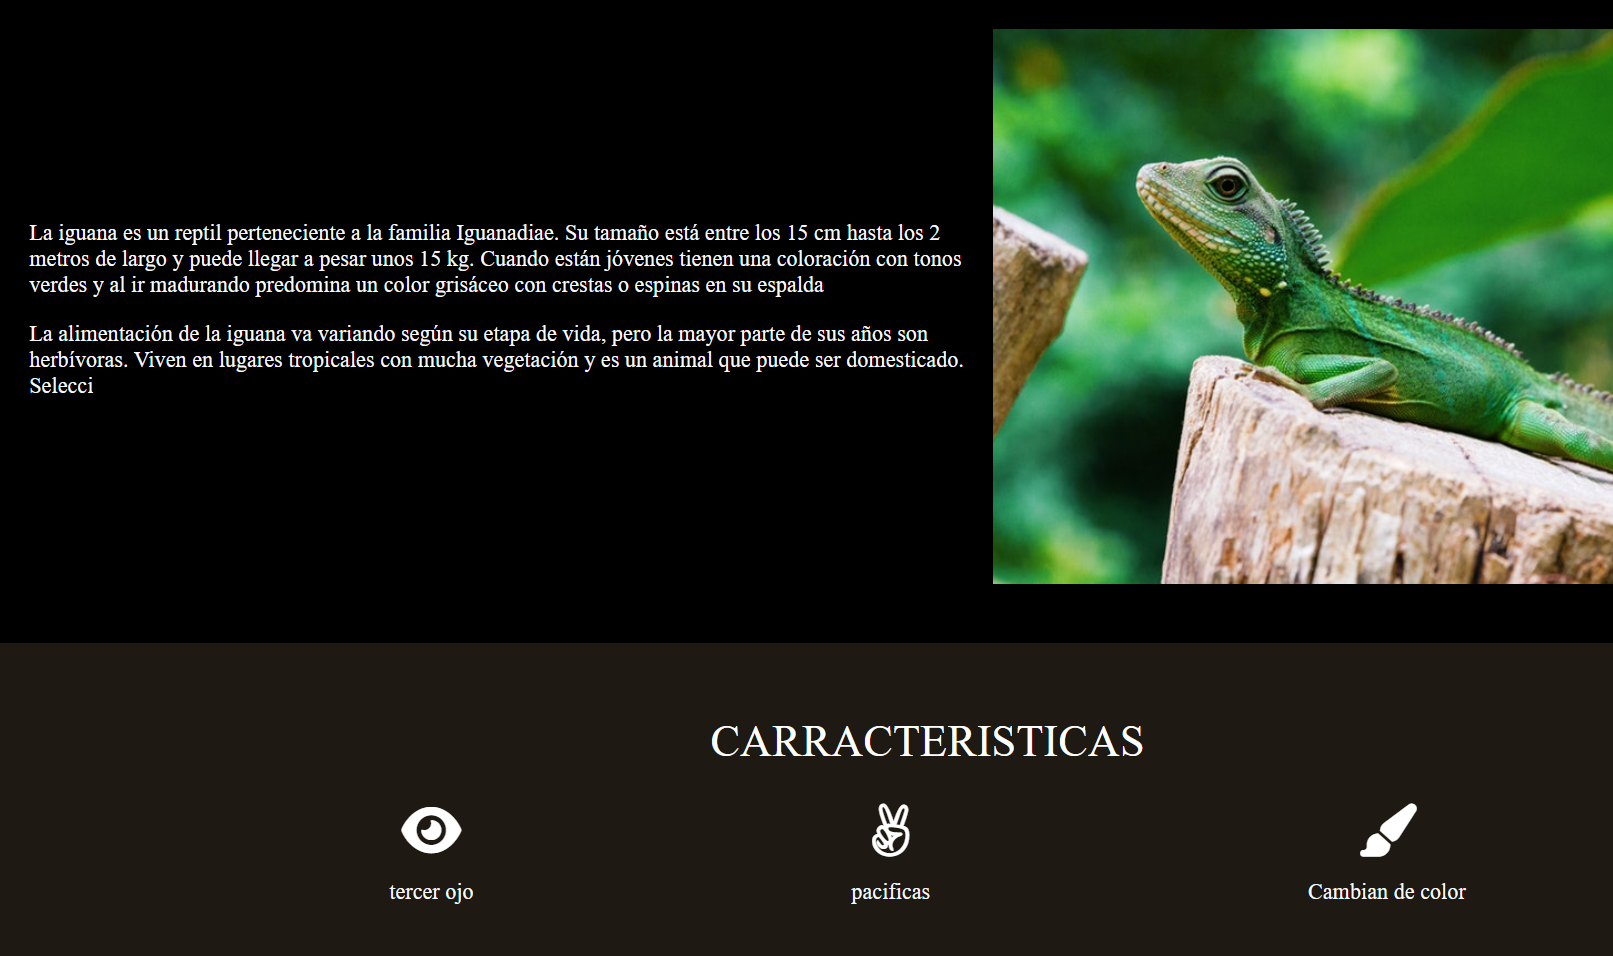 La iguana es un reptil perteneciente a la familia Iguanadiae. Su tamaño está entre los 15 cm hasta los 2
metros de largo y puede llegar a pesar unos 15 kg. Cuando están jóvenes tienen una coloración con tonos
verdes y al ir madurando predomina un color grisáceo con crestas o espinas en su espalda
La alimentación de la iguana va variando según su etapa de vida, pero la mayor parte de sus años son
herbívoras. Viven en lugares tropicales con mucha vegetación y es un animal que puede ser domesticado.
Selecci
CARRACTERISTICAS
tercer ojo
pacificas
Cambian de color